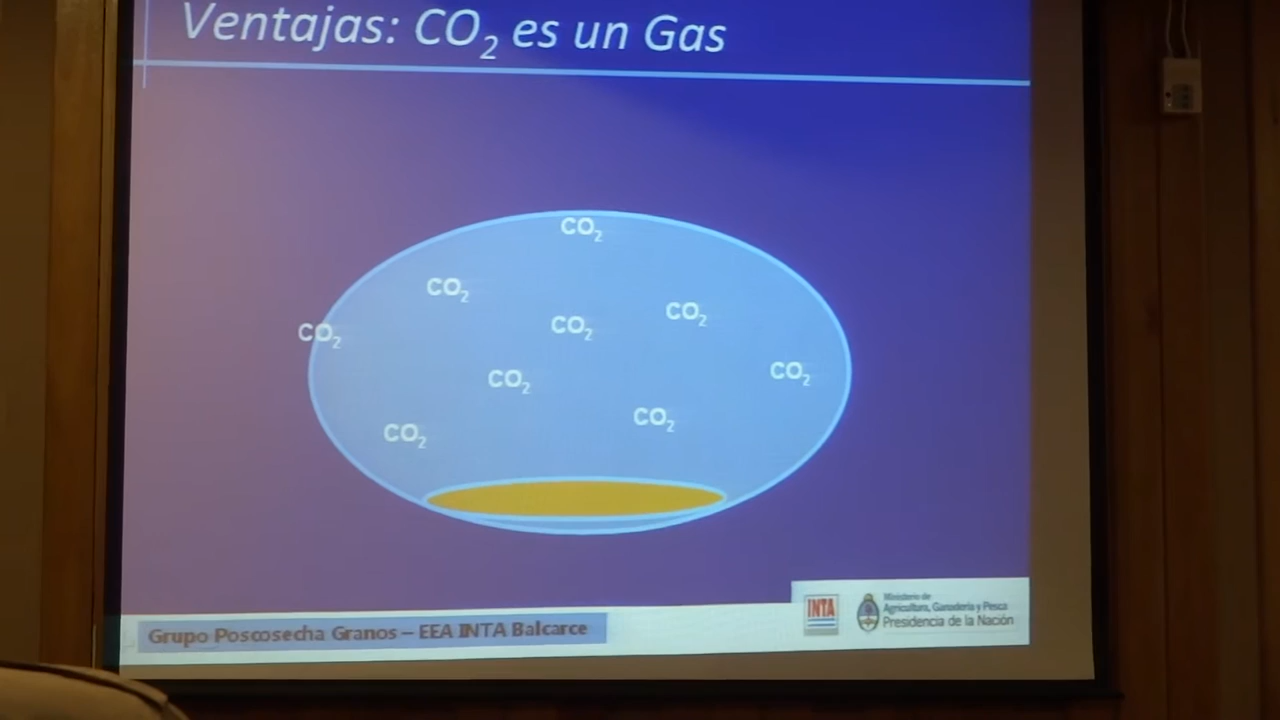 Ventajas: CO₂ es un Gas
CO₂
CO₂
CO₂
CO₂
CO₂
CO₂
CO₂
CO₂
CO₂
Grupo Poscosecha Granos – EEA INTA Balcarce
INTA
Ministerio de
Agricultura, Ganadería y Pesca
Presidencia de la Nación